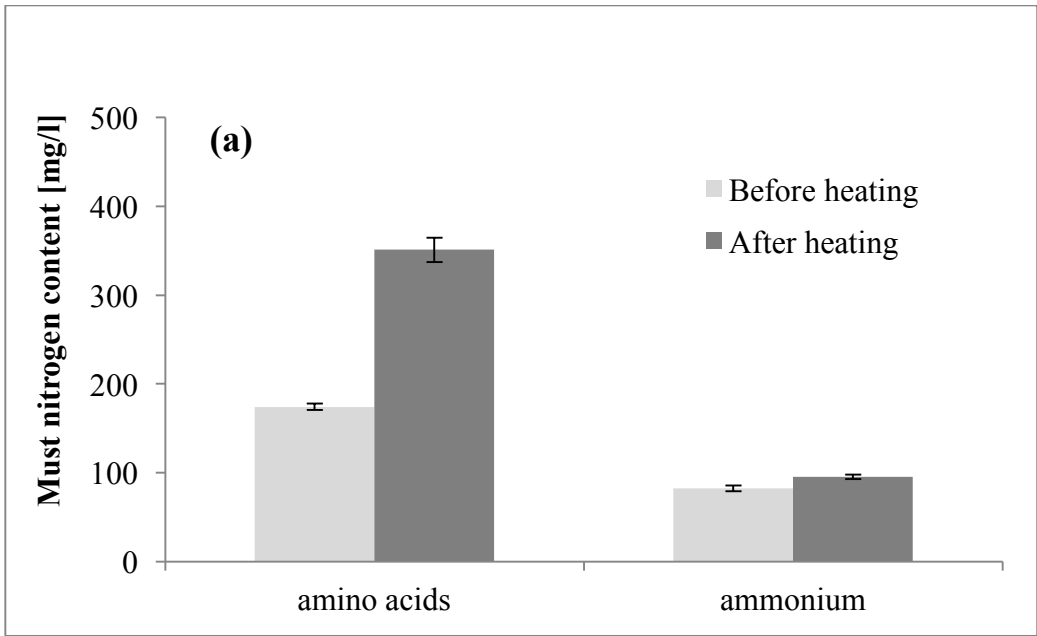 Must nitrogen content [mg/l]
500
400
300
200
100
0
(a)
Before heating
After heating
amino acids
ammonium